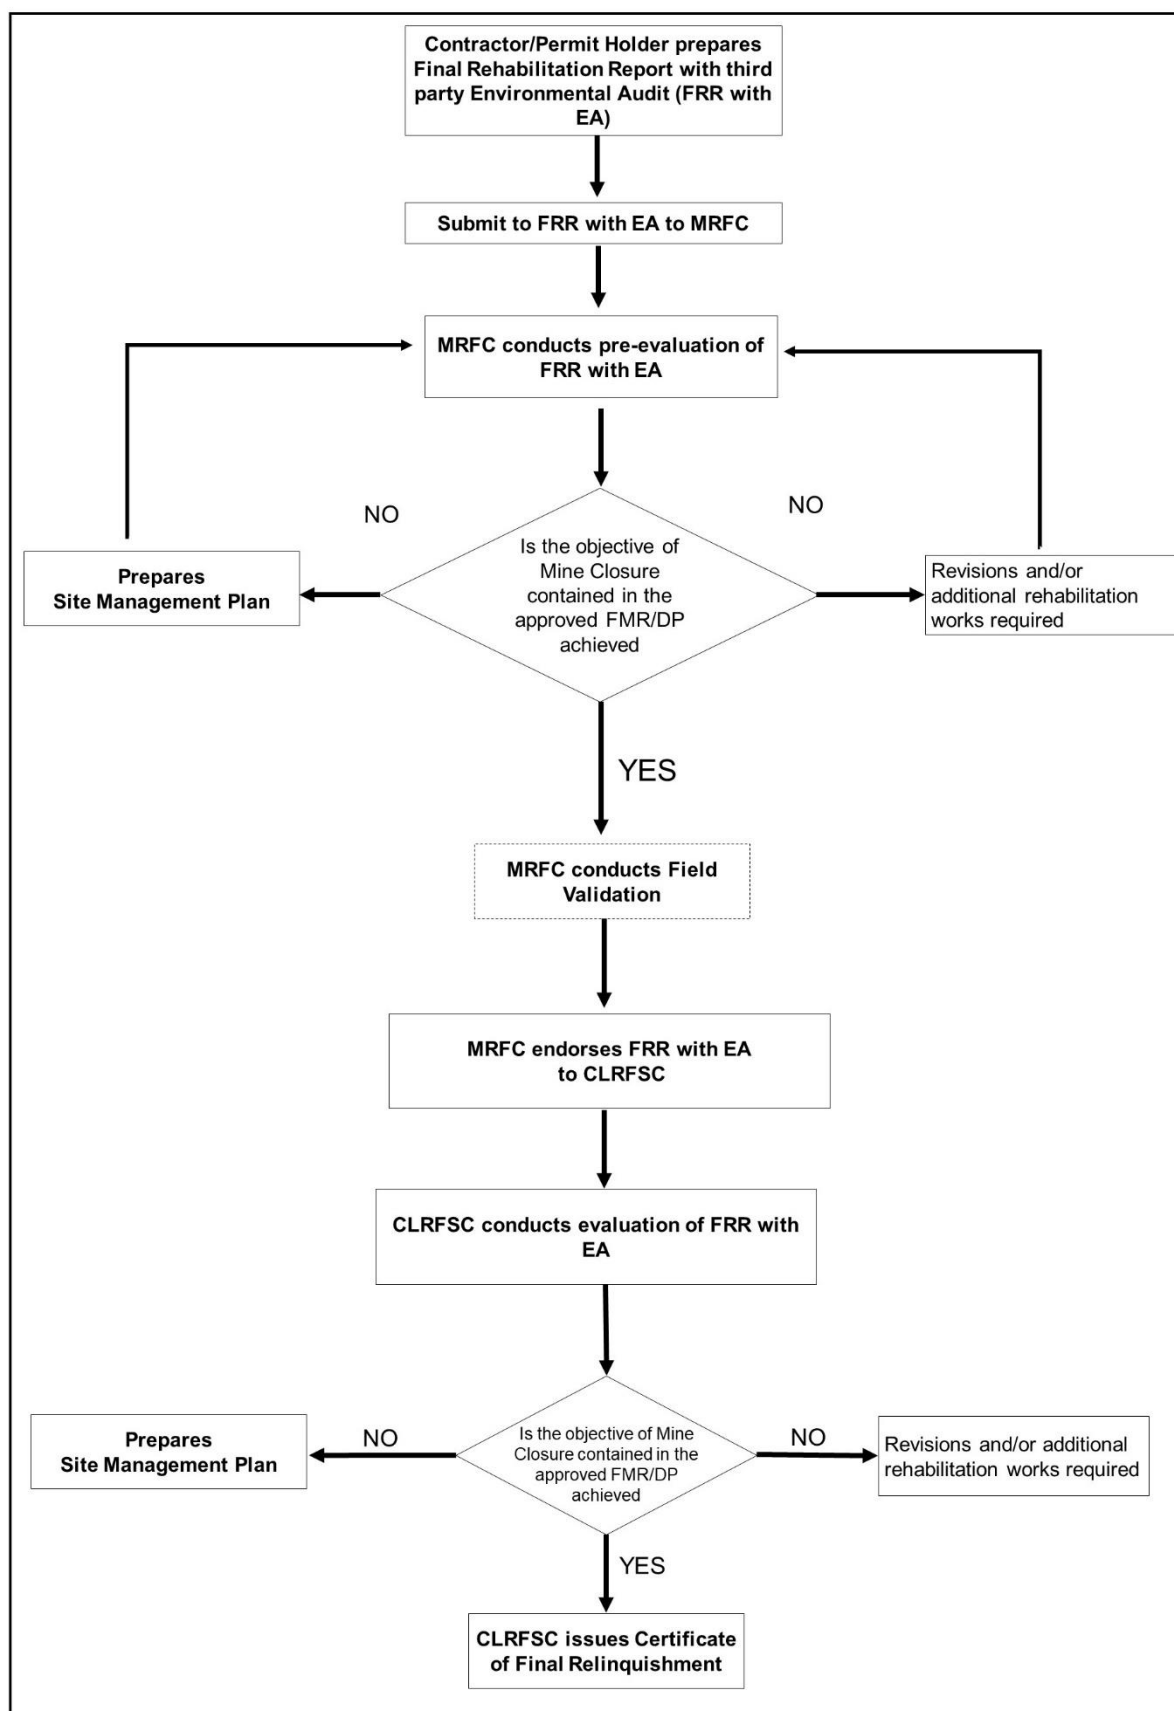 Contractor/Permit Holder prepares
Final Rehabilitation Report with third
party Environmental Audit (FRR with
EA)
Submit to FRR with EA to MRFC
MRFC conducts pre-evaluation of
FRR with EA
NO
NO
Is the objective of
Mine Closure
contained in the
approved FMR/DP
achieved
Prepares
Site Management Plan
Revisions and/or
additional rehabilitation
works required
YES
MRFC conducts Field
Validation
MRFC endorses FRR with EA
to CLRFSC
CLRFSC conducts evaluation of FRR with
EA
Prepares
Site Management Plan
NO
Is the objective of Mine
Closure contained in the
approved FMR/DP
achieved
NO
Revisions and/or additional
rehabilitation works required
YES
CLRFSC issues Certificate
of Final Relinquishment